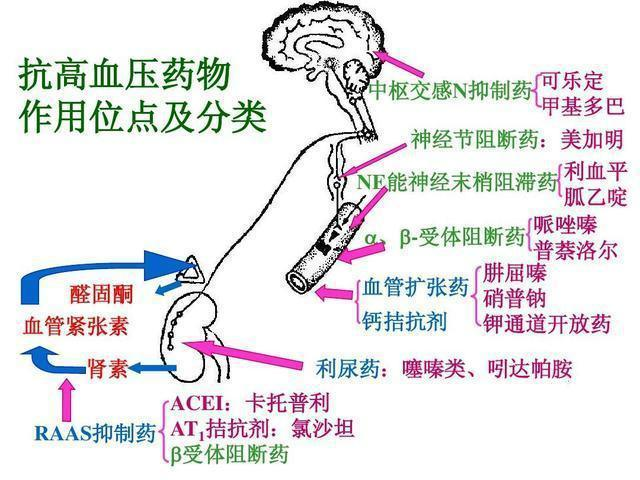 抗高血压药物
作用位点及分类
中枢交感N抑制药
可乐定
甲基多巴
神经节阻断药：美加明
NE能神经末梢阻滞药
利血平
胍乙啶
α、β-受体阻断药
哌唑嗪
普萘洛尔
血管扩张药
钙拮抗剂
肼屈嗪
硝普钠
钾通道开放药
醛固酮
血管紧张素
肾素
利尿药：噻嗪类、吲达帕胺
RAAS抑制药
ACEI：卡托普利
AT1拮抗剂：氯沙坦
β受体阻断药